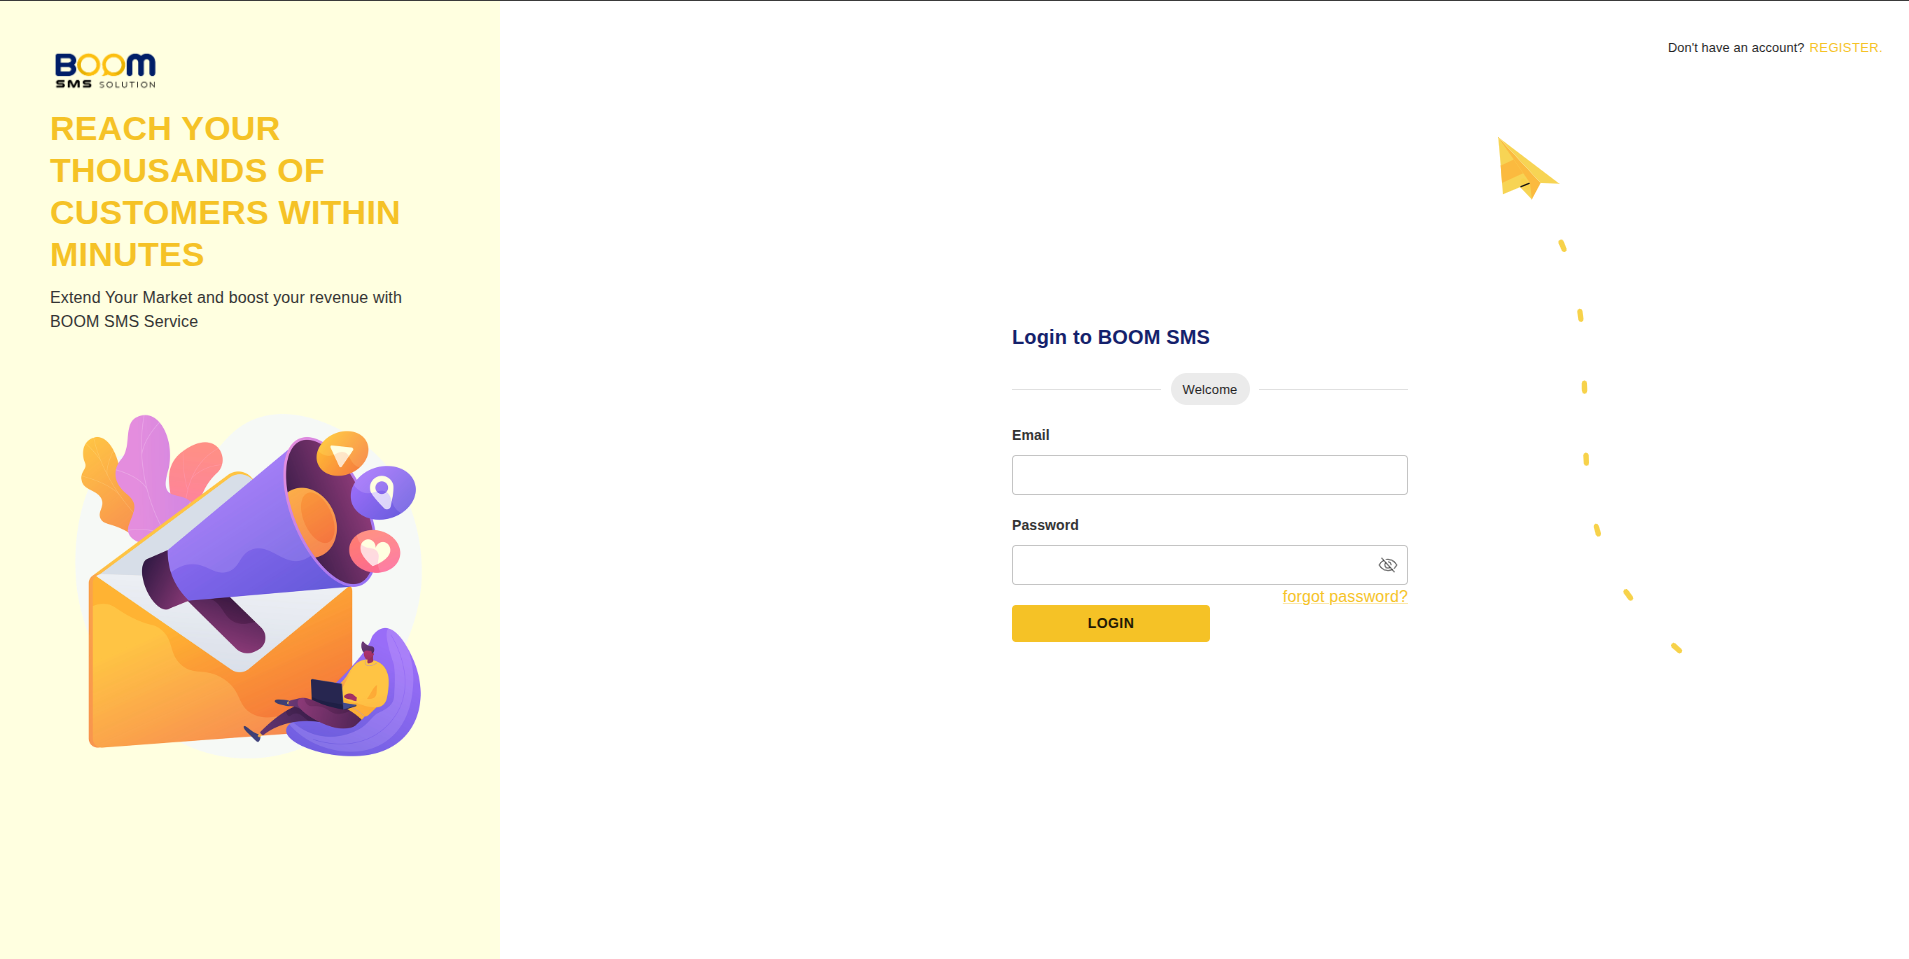 BOOM
SMS SOLUTION
REACH YOUR
THOUSANDS OF
CUSTOMERS WITHIN
MINUTES
Extend Your Market and boost your revenue with
BOOM SMS Service
Don't have an account? REGISTER.
Login to BOOM SMS
Welcome
Email
Password
forgot password?
LOGIN